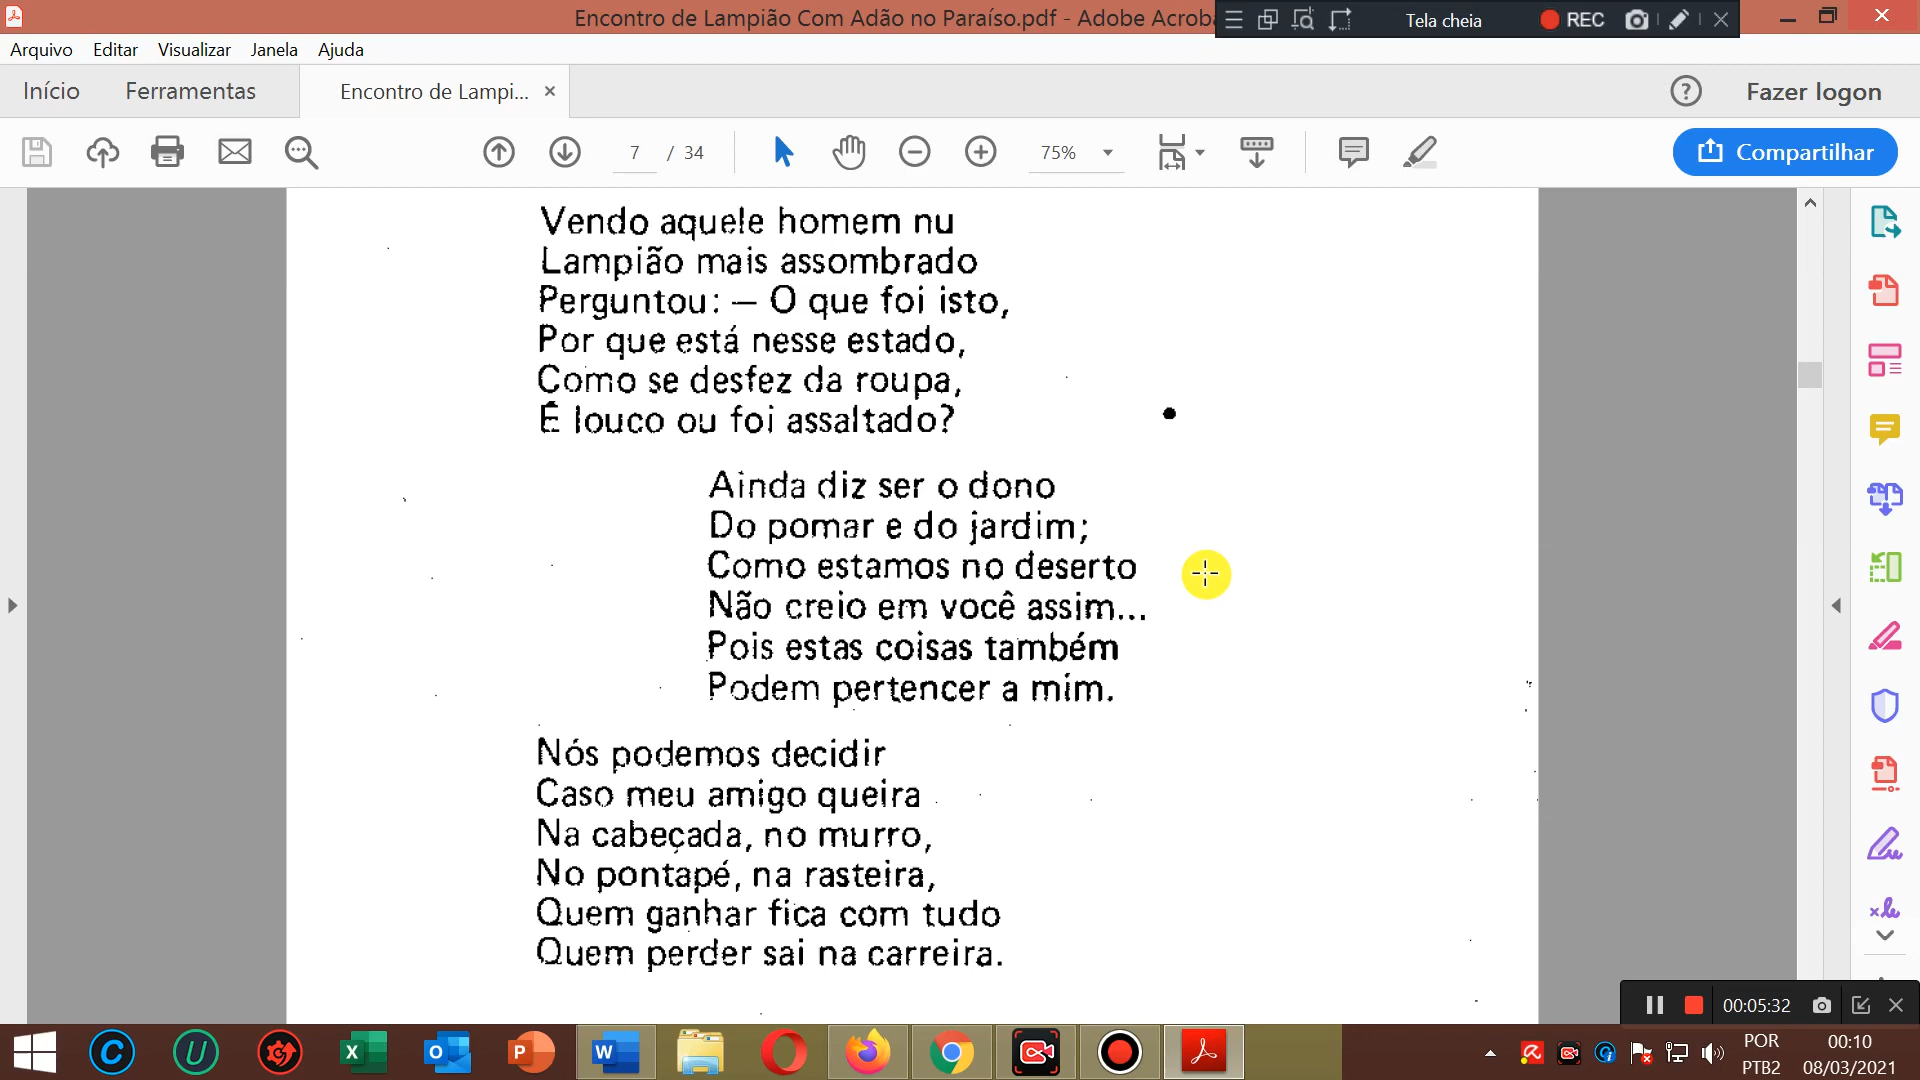 Encontro de Lampião Com Adão no Paraíso.pdf - Adobe Acroba
Tela cheia
REC
Arquivo Editar Visualizar Janela Ajuda
Início Ferramentas Encontro de Lampi... Fazer logon
7 / 34 75% Compartilhar
Vendo aquele homem nu
Lampião mais assombrado
Perguntou: — O que foi isto,
Por que está nesse estado,
Como se desfez da roupa,
É louco ou foi assaltado?
Ainda diz ser o dono
Do pomar e do jardim;
Como estamos no deserto
Não creio em você assim...
Pois estas coisas também
Podem pertencer a mim.
Nós podemos decidir
Caso meu amigo queira
Na cabeçada, no murro,
No pontapé, na rasteira,
Quem ganhar fica com tudo
Quem perder sai na carreira.
00:05:32
POR 00:10
PTB2 08/03/2021